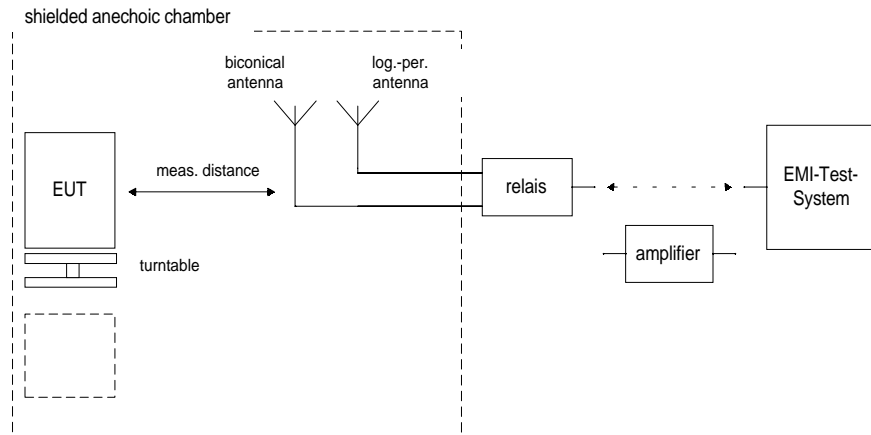 shielded anechoic chamber
biconical
antenna
log.-per.
antenna
EUT
meas. distance
relais
EMI-Test-
System
amplifier
turntable